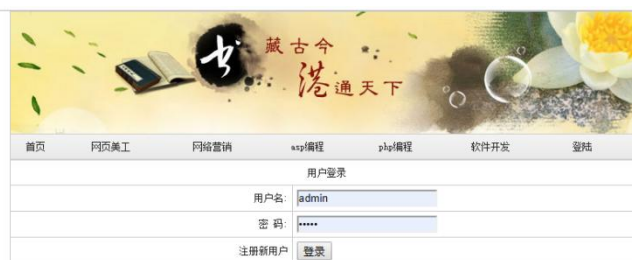 书 藏古今
港通天下
首页 网页美工 网络营销 asp编程 php编程 软件开发 登陆
用户登录
用户名: admin
密 码: •••••
注册新用户 登录